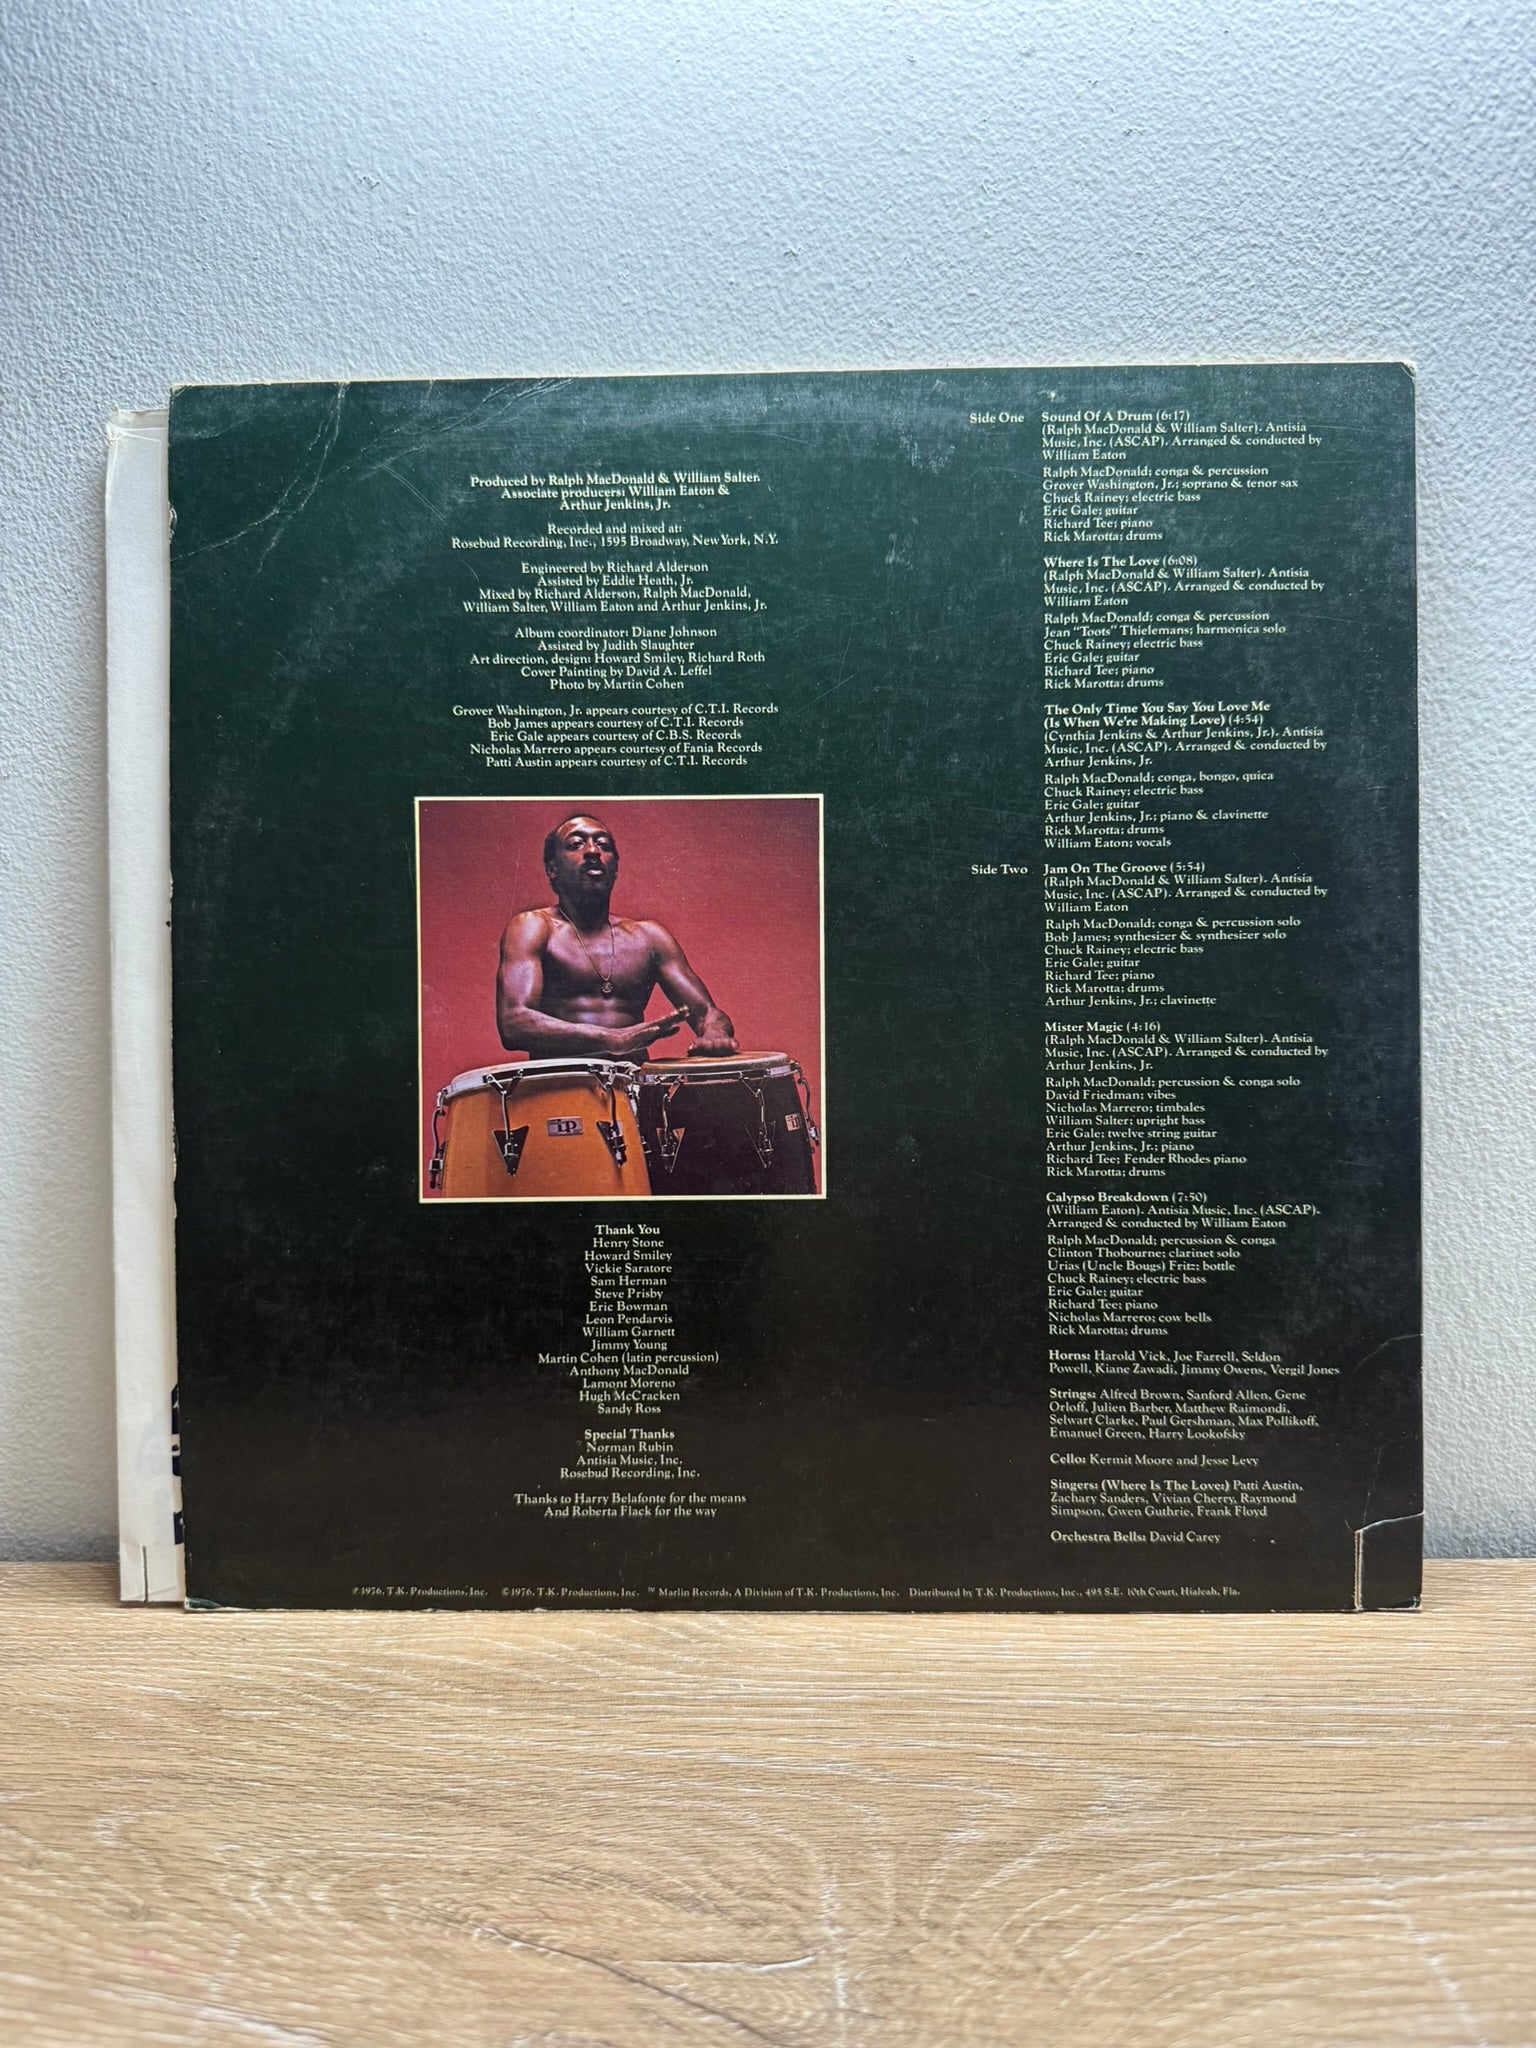 Produced by Ralph MacDonald & William Salter.
Associate producers: William Eaton &
Arthur Jenkins, Jr.
Recorded and mixed at:
Rosebud Recording, Inc., 1595 Broadway, New York, N.Y.
Engineered by Richard Alderson
Assisted by Eddie Heath, Jr.
Mixed by Richard Alderson, Ralph MacDonald,
William Salter, William Eaton and Arthur Jenkins, Jr.
Album coordinator: Diane Johnson
Assisted by Judith Slaughter
Art direction, design: Howard Smiley, Richard Roth
Cover Painting by David A. Leffel
Photo by Martin Cohen
Grover Washington, Jr. appears courtesy of C.T.I. Records
Bob James appears courtesy of C.T.I. Records
Eric Gale appears courtesy of C.B.S. Records
Nicholas Marrero appears courtesy of Fania Records
Patti Austin appears courtesy of C.T.I. Records
LP
Thank You
Henry Stone
Howard Smiley
Vickie Saratore
Sam Herman
Steve Prisby
Eric Bowman
Leon Pendarvis
William Garnett
Jimmy Young
Martin Cohen (latin percussion)
Anthony MacDonald
Lamont Moreno
Hugh McCracken
Sandy Ross
Special Thanks
Norman Rubin
Antisia Music, Inc.
Rosebud Recording, Inc.
Thanks to Harry Belafonte for the means
And Roberta Flack for the way
Side One
Sound Of A Drum (6:17)
(Ralph MacDonald & William Salter). Antisia
Music, Inc. (ASCAP). Arranged & conducted by
William Eaton
Ralph MacDonald; conga & percussion
Grover Washington, Jr.; soprano & tenor sax
Chuck Rainey; electric bass
Eric Gale; guitar
Richard Tee; piano
Rick Marotta; drums
Where Is The Love (6:08)
(Ralph MacDonald & William Salter). Antisia
Music, Inc. (ASCAP). Arranged & conducted by
William Eaton
Ralph MacDonald; conga & percussion
Jean "Toots" Thielemans; harmonica solo
Chuck Rainey; electric bass
Eric Gale; guitar
Richard Tee; piano
Rick Marotta; drums
The Only Time You Say You Love Me
(Is When We're Making Love) (4:54)
(Cynthia Jenkins & Arthur Jenkins, Jr.). Antisia
Music, Inc. (ASCAP). Arranged & conducted by
Arthur Jenkins, Jr.
Ralph MacDonald; conga, bongo, quica
Chuck Rainey; electric bass
Eric Gale; guitar
Arthur Jenkins, Jr.; piano & clavinette
Rick Marotta; drums
William Eaton; vocals
Side Two
Jam On The Groove (5:54)
(Ralph MacDonald & William Salter). Antisia
Music, Inc. (ASCAP). Arranged & conducted by
William Eaton
Ralph MacDonald; conga & percussion solo
Bob James; synthesizer & synthesizer solo
Chuck Rainey; electric bass
Eric Gale; guitar
Richard Tee; piano
Rick Marotta; drums
Arthur Jenkins, Jr.; clavinette
Mister Magic (4:16)
(Ralph MacDonald & William Salter). Antisia
Music, Inc. (ASCAP). Arranged & conducted by
Arthur Jenkins, Jr.
Ralph MacDonald; percussion & conga solo
David Friedman; vibes
Nicholas Marrero; timbales
William Salter; upright bass
Eric Gale; twelve string guitar
Arthur Jenkins, Jr.; piano
Richard Tee; Fender Rhodes piano
Rick Marotta; drums
Calypso Breakdown (7:50)
(William Eaton). Antisia Music, Inc. (ASCAP).
Arranged & conducted by William Eaton
Ralph MacDonald; percussion & conga
Clinton Thobourne; clarinet solo
Urias (Uncle Bougs) Fritz; bottle
Chuck Rainey; electric bass
Eric Gale; guitar
Richard Tee; piano
Nicholas Marrero; cow bells
Rick Marotta; drums
Horns: Harold Vick, Joe Farrell, Seldon
Powell, Kiane Zawadi, Jimmy Owens, Vergil Jones
Strings: Alfred Brown, Sanford Allen, Gene
Orloff, Julien Barber, Matthew Raimondi,
Selwart Clarke, Paul Gershman, Max Pollikoff,
Emanuel Green, Harry Lookofsky
Cello: Kermit Moore and Jesse Levy
Singers: (Where Is The Love:) Patti Austin,
Zachary Sanders, Vivian Cherry, Raymond
Simpson, Gwen Guthrie, Frank Floyd
Orchestra Bells: David Carey
℗ 1976, T.K. Productions, Inc. © 1976, T.K. Productions, Inc. ™ Marlin Records, A Division of T.K. Productions, Inc. Distributed by T.K. Productions, Inc., 495 S.E. 10th Court, Hialeah, Fla.